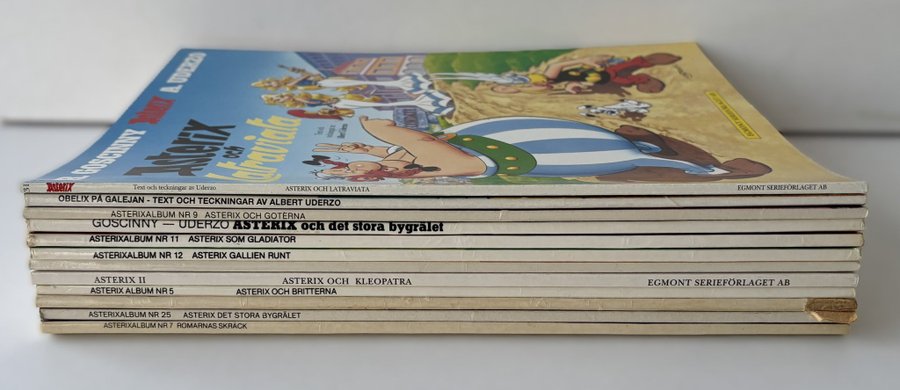 R. GOSCINNY Asterix A. UDERZO
Asterix
och
Latraviata
EGMONT SERIEFÖRLAGET
Asterix Text och teckningar av Uderzo ASTERIX OCH LATRAVIATA EGMONT SERIEFÖRLAGET AB
OBELIX PÅ GALEJAN - TEXT OCH TECKNINGAR AV ALBERT UDERZO
ASTERIXALBUM NR 9 ASTERIX OCH GOTERNA
GOSCINNY — UDERZO ASTERIX och det stora bygrälet
ASTERIXALBUM NR 11 ASTERIX SOM GLADIATOR
ASTERIXALBUM NR 12 ASTERIX GALLIEN RUNT
ASTERIX II ASTERIX OCH KLEOPATRA EGMONT SERIEFÖRLAGET AB
ASTERIX ALBUM NR 5 ASTERIX OCH BRITTERNA
ASTERIXALBUM NR 25 ASTERIX DET STORA BYGRÄLET
ASTERIXALBUM NR 7 ROMARNAS SKRÄCK